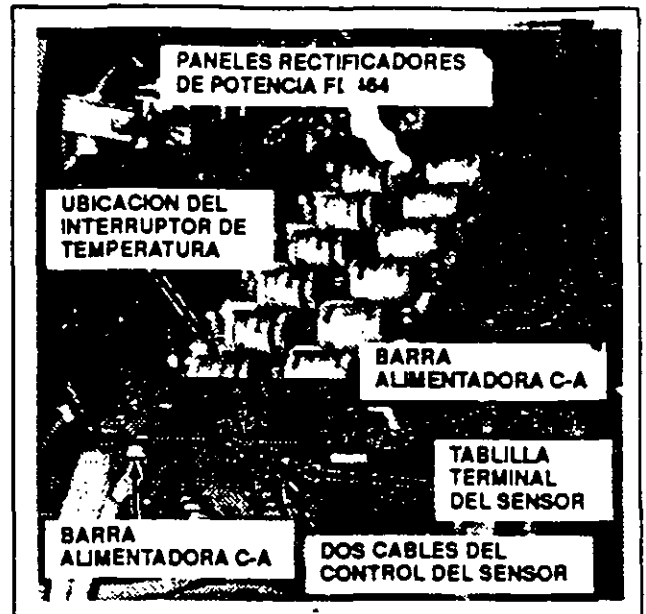 PANELES RECTIFICADORES
DE POTENCIA
UBICACION DEL
INTERRUPTOR DE
TEMPERATURA
BARRA
ALIMENTADORA C-A
TABLILLA
TERMINAL
DEL SENSOR
BARRA
ALIMENTADORA C-A
DOS CABLES DEL
CONTROL DEL SENSOR